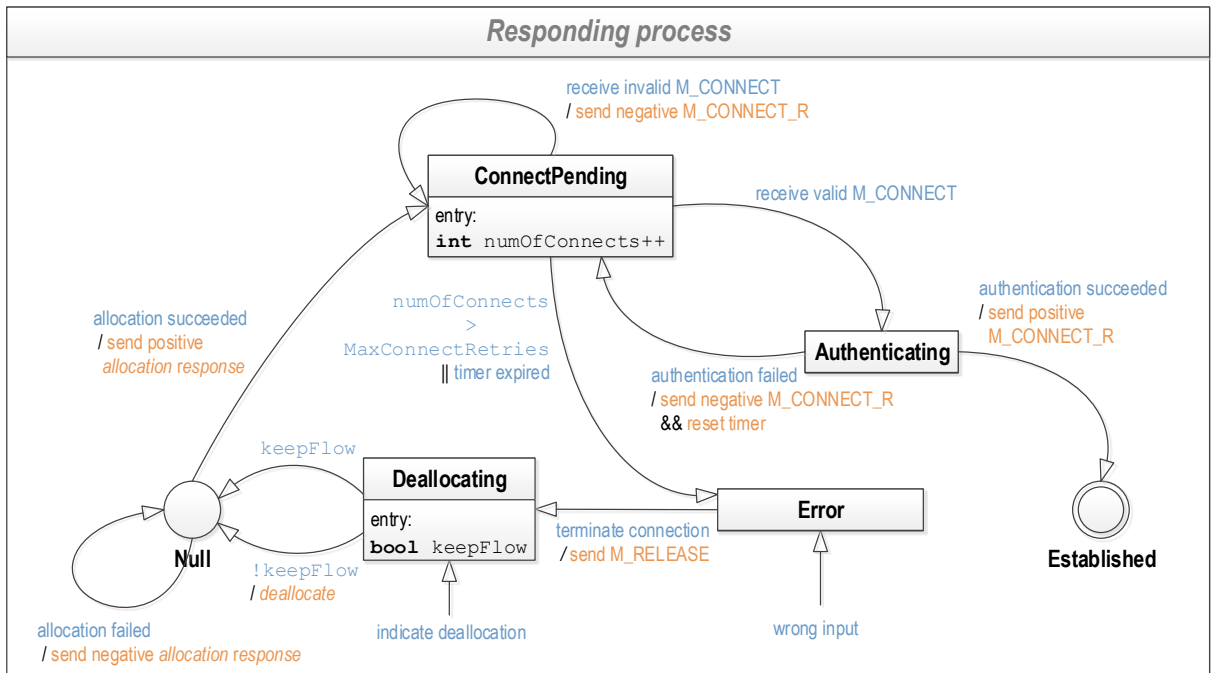 Responding process
receive invalid M_CONNECT
/ send negative M_CONNECT_R
ConnectPending
entry:
int numOfConnects++
receive valid M_CONNECT
allocation succeeded
/ send positive
allocation response
numOfConnects
>
MaxConnectRetries
|| timer expired
authentication succeeded
/ send positive
M_CONNECT_R
Authenticating
authentication failed
/ send negative M_CONNECT_R
&& reset timer
keepFlow
Deallocating
entry:
bool keepFlow
Error
terminate connection
/ send M_RELEASE
Null
Established
!keepFlow
/ deallocate
allocation failed
/ send negative allocation response
indicate deallocation
wrong input